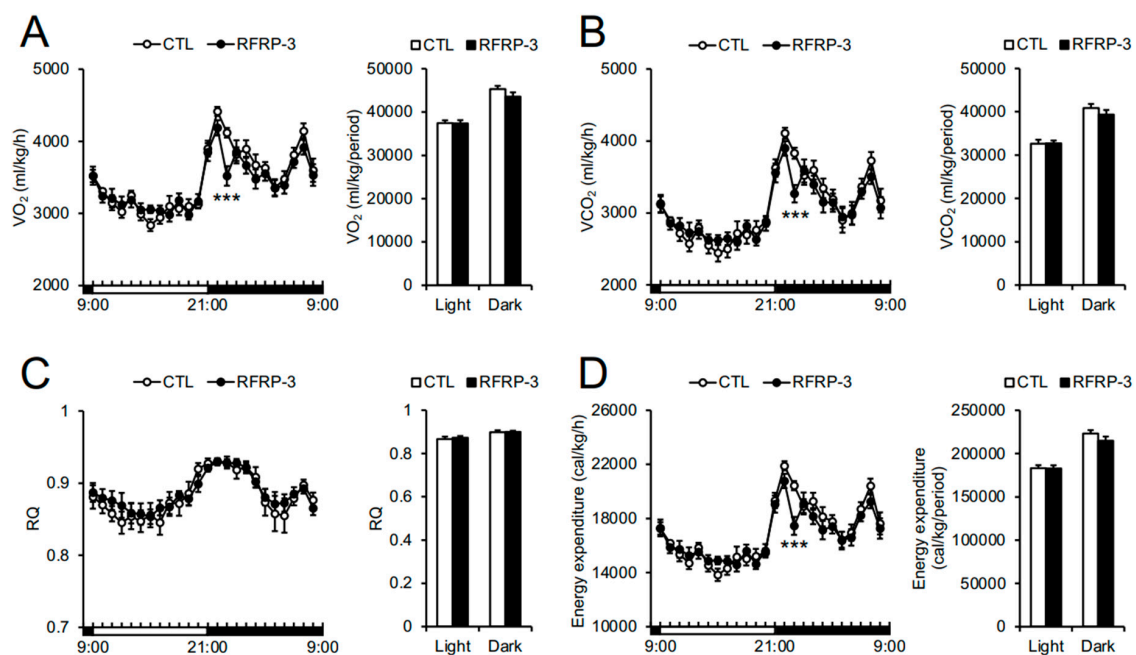 A
CTL RFRP-3
VO2 (ml/kg/h)
5000
4000
3000
2000
***
9:00 21:00 9:00
CTL RFRP-3
VO2 (ml/kg/period)
50000
40000
30000
20000
10000
0
Light Dark
B
CTL RFRP-3
VCO2 (ml/kg/h)
5000
4000
3000
2000
***
9:00 21:00 9:00
CTL RFRP-3
VCO2 (ml/kg/period)
50000
40000
30000
20000
10000
0
Light Dark
C
CTL RFRP-3
RQ
1
0.9
0.8
0.7
9:00 21:00 9:00
CTL RFRP-3
RQ
1
0.8
0.6
0.4
0.2
0
Light Dark
D
CTL RFRP-3
Energy expenditure (cal/kg/h)
26000
22000
18000
14000
10000
***
9:00 21:00 9:00
CTL RFRP-3
Energy expenditure
(cal/kg/period)
250000
200000
150000
100000
50000
0
Light Dark